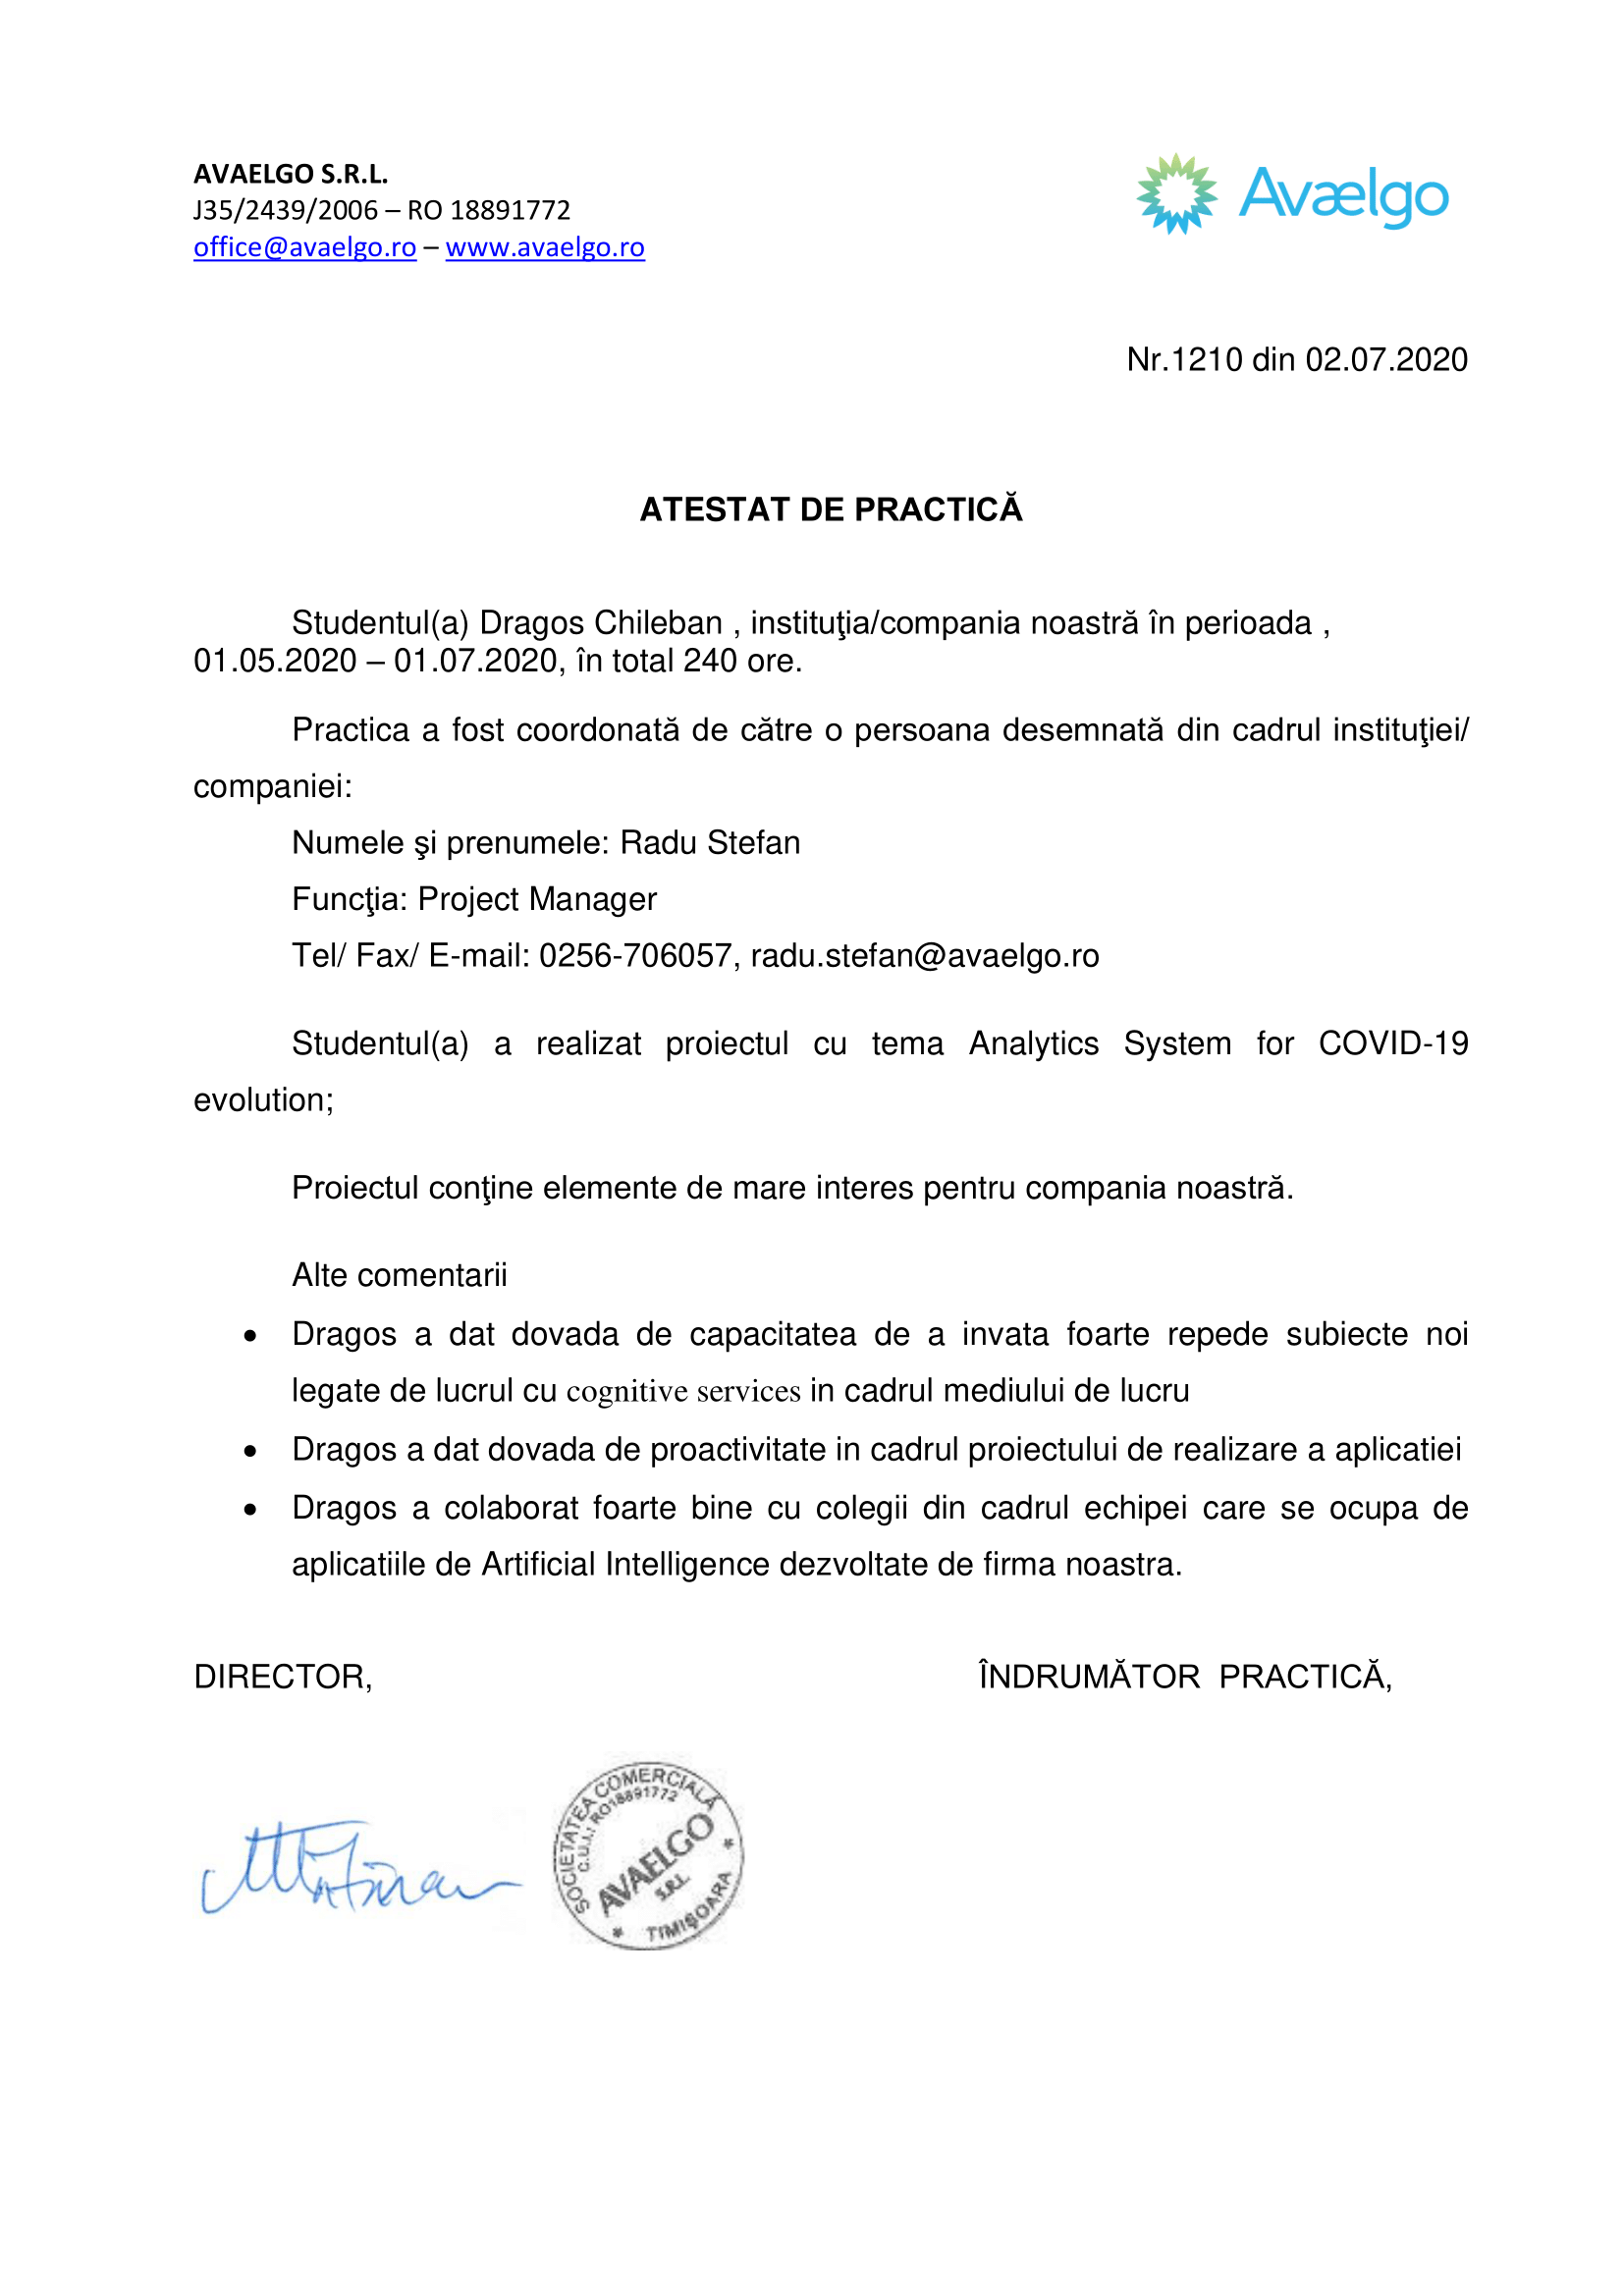 AVAELGO S.R.L.
J35/2439/2006 – RO 18891772
office@avaelgo.ro – www.avaelgo.ro
Avaelgo
Nr.1210 din 02.07.2020
ATESTAT DE PRACTICĂ
Studentul(a) Dragos Chileban , instituţia/compania noastră în perioada ,
01.05.2020 – 01.07.2020, în total 240 ore.
Practica a fost coordonată de către o persoana desemnată din cadrul instituţiei/
companiei:
Numele şi prenumele: Radu Stefan
Funcţia: Project Manager
Tel/ Fax/ E-mail: 0256-706057, radu.stefan@avaelgo.ro
Studentul(a) a realizat proiectul cu tema Analytics System for COVID-19
evolution;
Proiectul conţine elemente de mare interes pentru compania noastră.
Alte comentarii
• Dragos a dat dovada de capacitatea de a invata foarte repede subiecte noi
legate de lucrul cu cognitive services in cadrul mediului de lucru
• Dragos a dat dovada de proactivitate in cadrul proiectului de realizare a aplicatiei
• Dragos a colaborat foarte bine cu colegii din cadrul echipei care se ocupa de
aplicatiile de Artificial Intelligence dezvoltate de firma noastra.
DIRECTOR, ÎNDRUMĂTOR PRACTICĂ,
SOCIETATEA COMERCIALĂ
C.U.I.: RO18891772
AVAELGO
S.R.L.
* TIMIŞOARA *